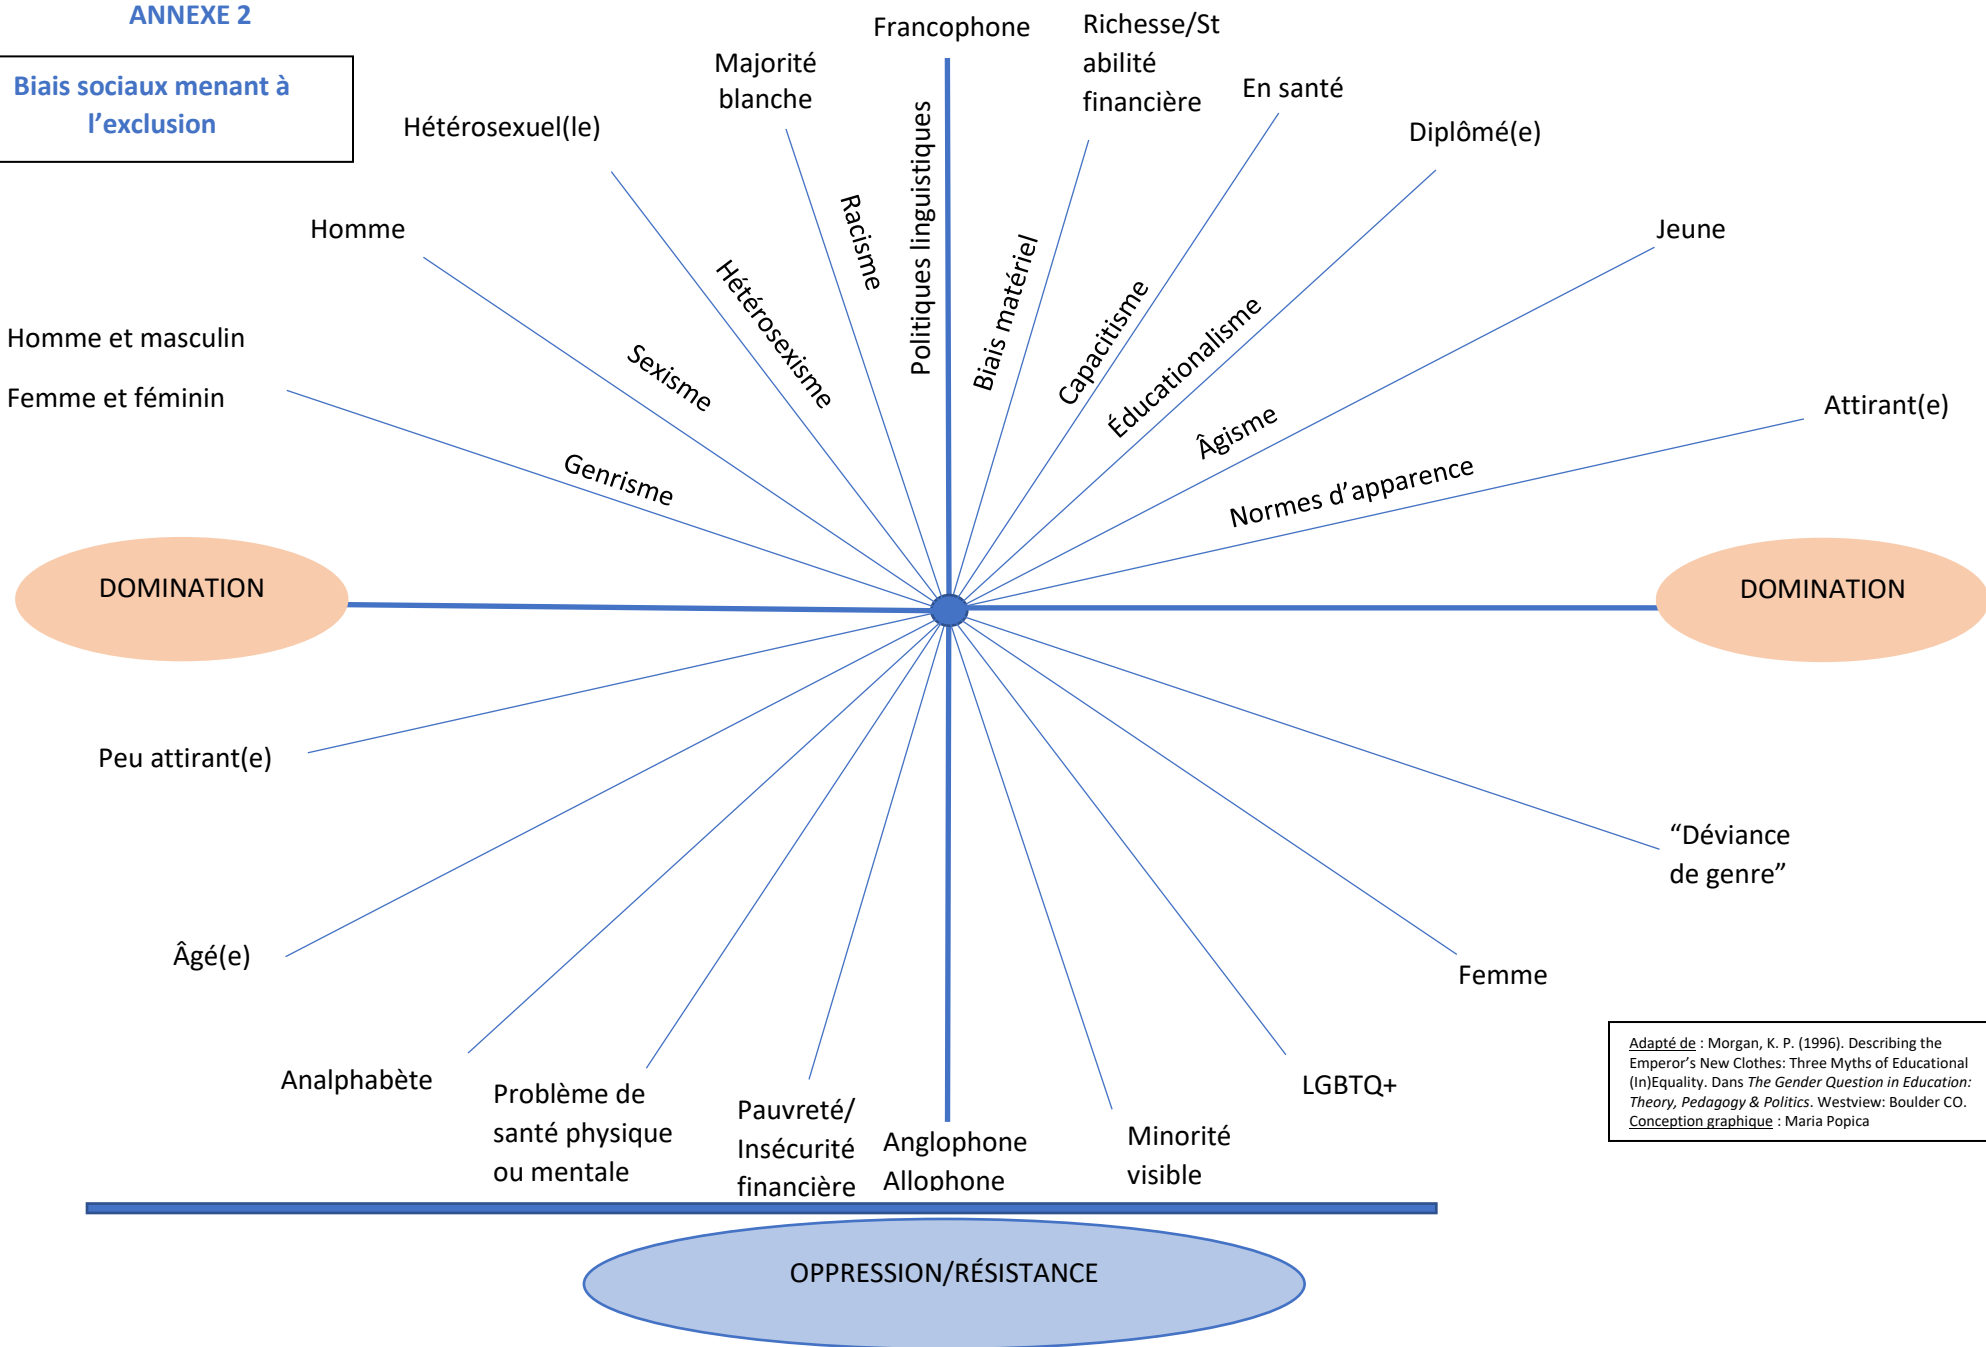 ANNEXE 2
Biais sociaux menant à
l’exclusion
Francophone
Richesse/St
abilité
financière
Majorité
blanche
En santé
Hétérosexuel(le)
Diplômé(e)
Homme
Jeune
Homme et masculin
Femme et féminin
Attirant(e)
Genrisme
Sexisme
Hétérosexisme
Racisme
Politiques linguistiques
Biais matériel
Capacitisme
Éducationalisme
Âgisme
Normes d’apparence
DOMINATION
DOMINATION
Peu attirant(e)
“Déviance
de genre”
Âgé(e)
Femme
Analphabète
Problème de
santé physique
ou mentale
Pauvreté/
Insécurité
financière
Anglophone
Allophone
Minorité
visible
LGBTQ+
Adapté de : Morgan, K. P. (1996). Describing the
Emperor’s New Clothes: Three Myths of Educational
(In)Equality. Dans The Gender Question in Education:
Theory, Pedagogy & Politics. Westview: Boulder CO.
Conception graphique : Maria Popica
OPPRESSION/RÉSISTANCE